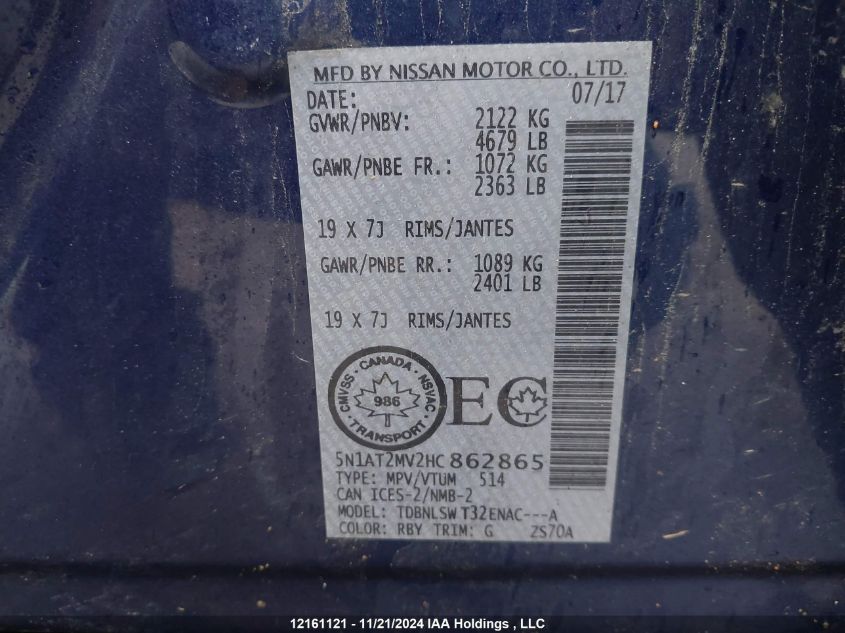 MFD BY NISSAN MOTOR CO., LTD.
DATE: 07/17
GVWR/PNBV: 2122 KG
4679 LB
GAWR/PNBE FR.: 1072 KG
2363 LB
19 X 7J RIMS/JANTES
GAWR/PNBE RR.: 1089 KG
2401 LB
19 X 7J RIMS/JANTES
CMVSS · CANADA · NSVAC · TRANSPORT
986
EC
5N1AT2MV2HC 862865
TYPE: MPV/VTUM 514
CAN ICES-2/NMB-2
MODEL: TDBNLSW T32ENAC---A
COLOR: RBY TRIM: G ZS70A
12161121 - 11/21/2024 IAA Holdings , LLC